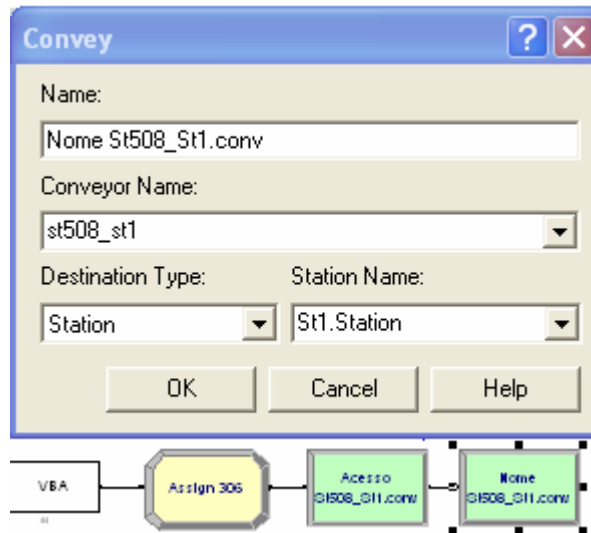 Convey
Name:
Nome St508_St1.conv
Conveyor Name:
st508_st1
Destination Type: Station Name:
Station St1.Station
OK Cancel Help
VBA Assign 306 Acesso Nome
St508_St1.conv St508_St1.conv